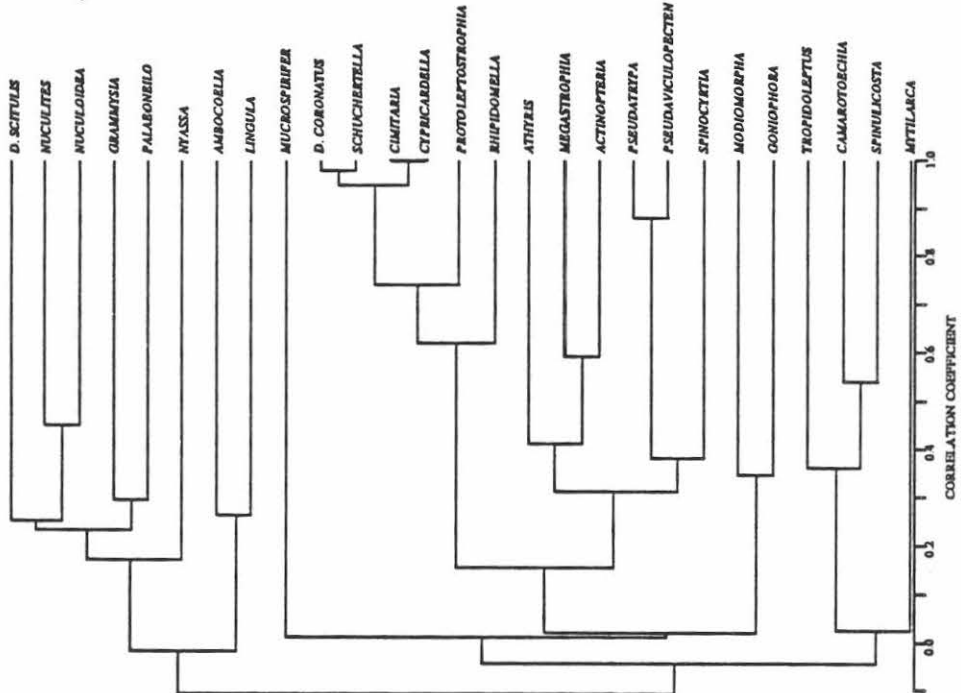 D. SCITULIS
NUCULITES
NUCULOIDEA
GRAMMYSIA
PALAEONEILO
NYASSA
AMBOCOELIA
LINGULA
MUCROSPIRIFER
D. CORONATUS
SCHUCHERTELLA
CIMITARIA
CYPRICARDELLA
PROTOLEPTOSTROPHIA
RHIPIDOMELLA
ATHYRIS
MEGASTROPHIA
ACTINOPTERIA
PSEUDATRYPA
PSEUDAVICULOPECTEN
SPINOCYRTIA
MODIOMORPHA
GONIOPHORA
TROPIDOLEPTUS
CAMAROTOECHIA
SPINULICOSTA
MYTILARCA
1.0
0.8
0.6
0.4
0.2
0.0
CORRELATION COEFFICIENT